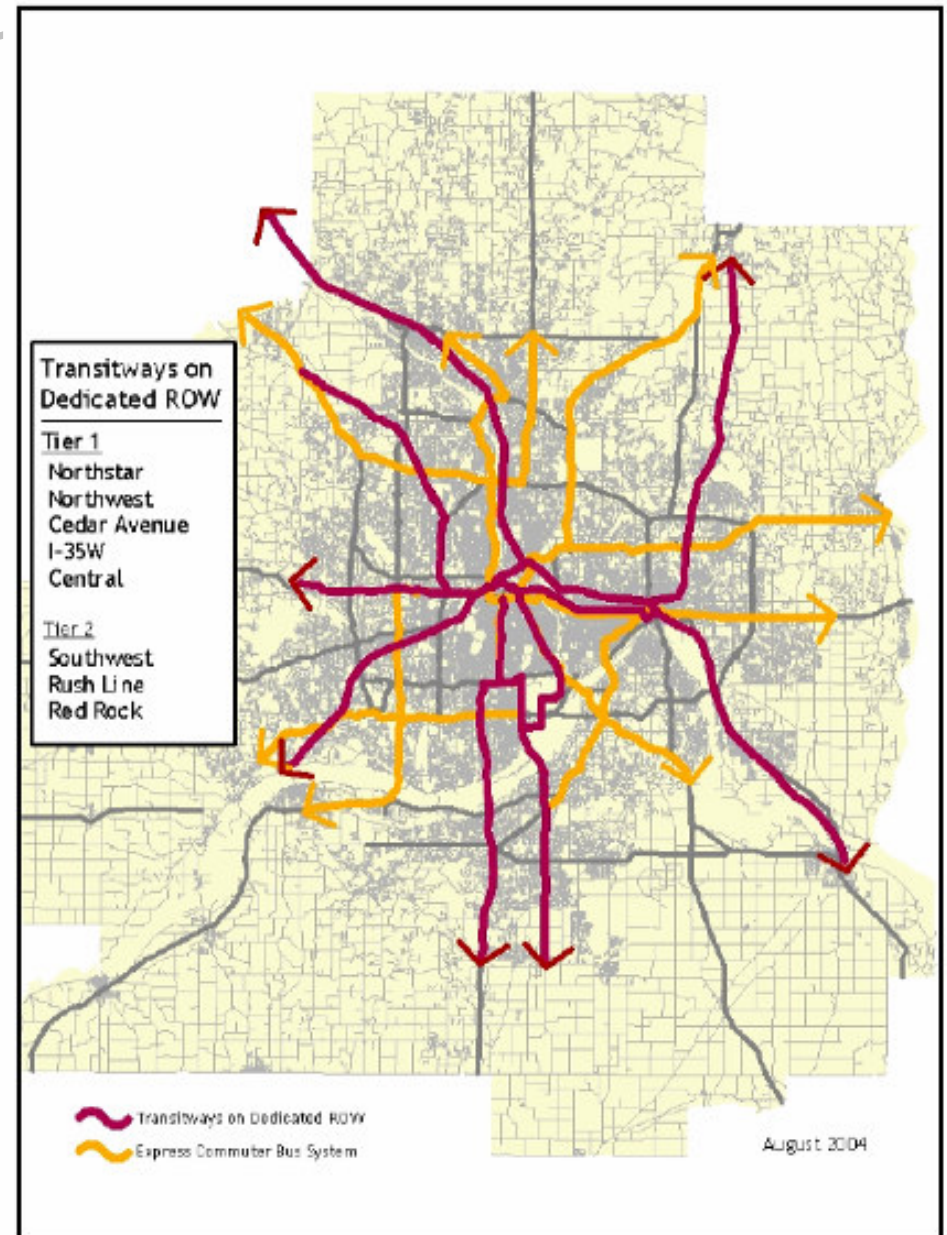 Transitways on
Dedicated ROW
Tier 1
Northstar
Northwest
Cedar Avenue
I-35W
Central
Tier 2
Southwest
Rush Line
Red Rock
Transitways on Dedicated ROW
Express Commuter Bus System
August 2004